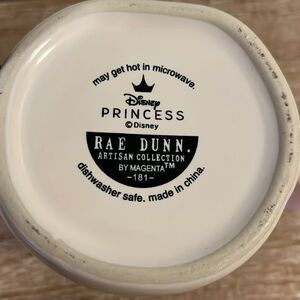 may get hot in microwave.
Disney
PRINCESS
©Disney
RAE DUNN.
ARTISAN COLLECTION
BY MAGENTA™
-181-
dishwasher safe. made in china.